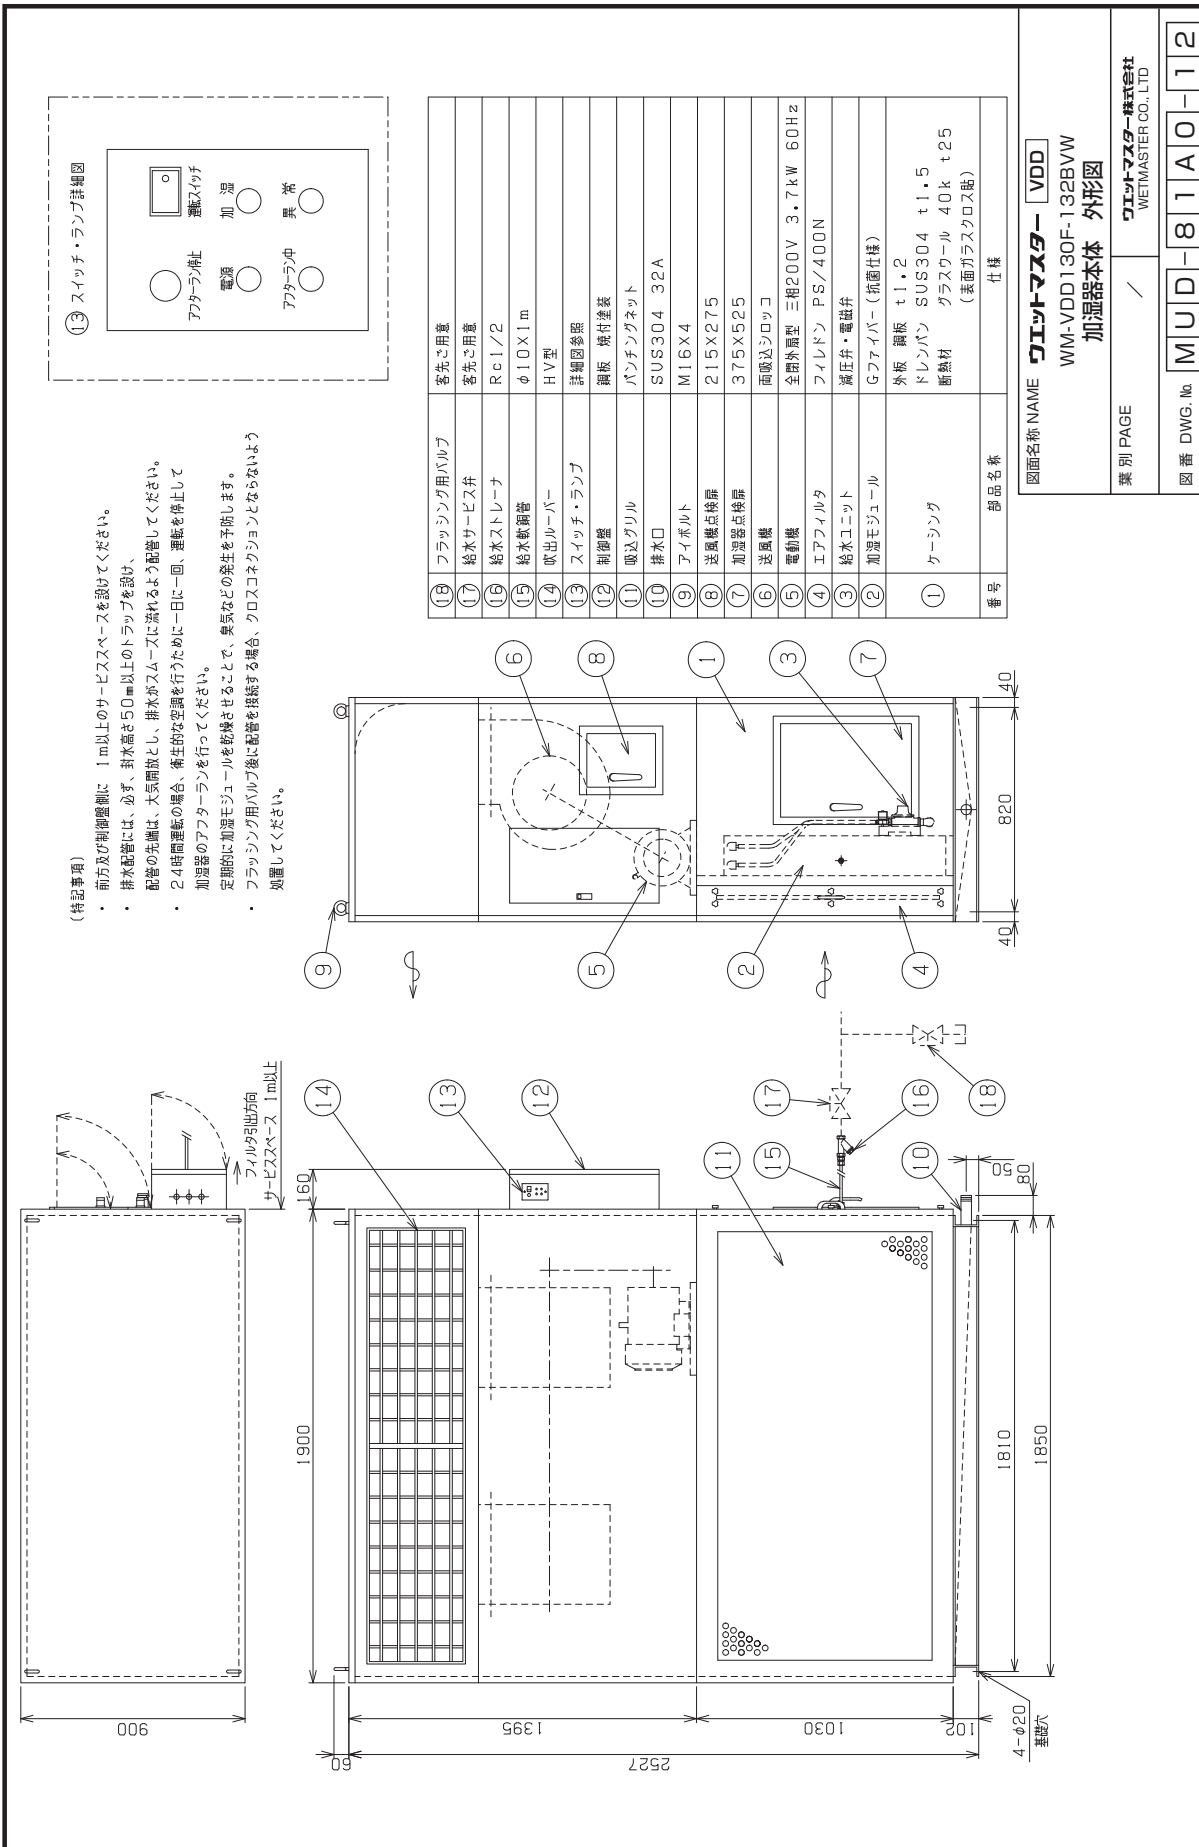 (特記事項)
・ 前方及び制御盤側に 1m以上のサービススペースを設けてください。
・ 排水配管には、必ず、封水高さ50mm以上のトラップを設け、
配管の先端は、大気開放とし、排水がスムーズに流れるよう配管してください。
・ 24時間運転の場合、衛生的な空調を行うために一日に一回、運転を停止して
加湿器のアフターランを行ってください。
定期的に加湿モジュールを乾燥させることで、臭気などの発生を予防します。
・ フラッシング用バルブ後に配管を接続する場合、クロスコネクションとならないよう
処置してください。
⑬ スイッチ・ランプ詳細図
アフターラン停止
運転スイッチ
電源
加湿
アフターラン中
異常
900
フィルタ引出方向
サービススペース 1m以上
1900
160
60
1395
1030
102
2527
4-φ20
基礎穴
1810
1850
80
50
⑭
⑬
⑫
⑪
⑰
⑮
⑯
⑩
⑱
⑨
⑤
②
④
⑥
⑧
①
③
⑦
40
820
40
⑱ フラッシング用バルブ 客先ご用意
⑰ 給水サービス弁 客先ご用意
⑯ 給水ストレーナ Rc1/2
⑮ 給水軟銅管 φ10X1m
⑭ 吹出ルーバー HV型
⑬ スイッチ・ランプ 詳細図参照
⑫ 制御盤 鋼板 焼付塗装
⑪ 吸込グリル パンチングネット
⑩ 排水口 SUS304 32A
⑨ アイボルト M16X4
⑧ 送風機点検扉 215X275
⑦ 加湿器点検扉 375X525
⑥ 送風機 両吸込シロッコ
⑤ 電動機 全閉外扇型 三相200V 3.7kW 60Hz
④ エアフィルタ フィレドン PS/400N
③ 給水ユニット 減圧弁・電磁弁
② 加湿モジュール Gファイバー(抗菌仕様)
① ケーシング 外板 鋼板 t1.2
ドレンパン SUS304 t1.5
断熱材 グラスウール 40k t25
(表面ガラスクロス貼)
番号 部品名称 仕様
図面名称 NAME ウエットマスター VDD
WM-VDD130F-132BVW
加湿器本体 外形図
葉別 PAGE /
ウエットマスター株式会社
WETMASTER CO., LTD
図番 DWG. No. MUD-81A0-12